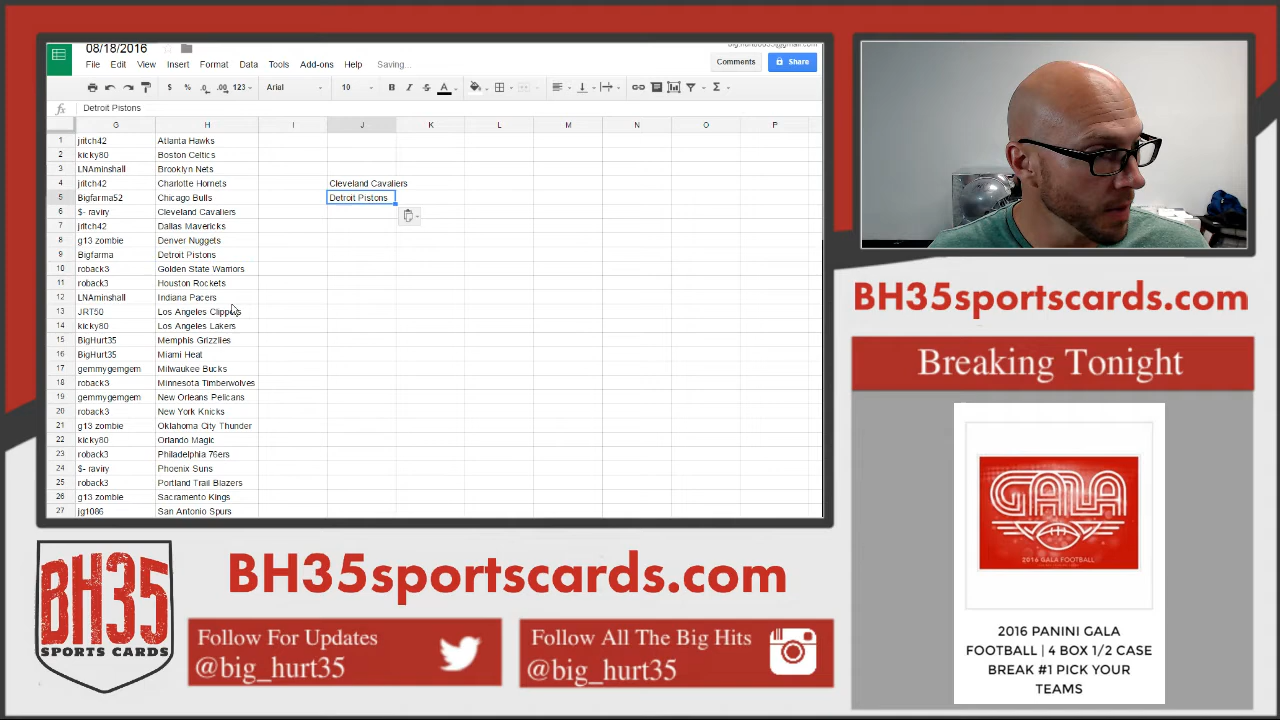 08/18/2016
File Edit View Insert Format Data Tools Add-ons Help Saving...
Comments Share
$ % .0 .00 123 Arial 10 B I S A Σ
fx Detroit Pistons
G H I J K L M N O P
1 jritch42 Atlanta Hawks
2 kicky80 Boston Celtics
3 LNAminshall Brooklyn Nets
4 jritch42 Charlotte Hornets Cleveland Cavaliers
5 Bigfarma52 Chicago Bulls Detroit Pistons
6 $- raviry Cleveland Cavaliers
7 jritch42 Dallas Mavericks
8 g13 zombie Denver Nuggets
9 Bigfarma Detroit Pistons
10 roback3 Golden State Warriors
11 roback3 Houston Rockets
12 LNAminshall Indiana Pacers
13 JRT50 Los Angeles Clippers
14 kicky80 Los Angeles Lakers
15 BigHurt35 Memphis Grizzlies
16 BigHurt35 Miami Heat
17 gemmygemgem Milwaukee Bucks
18 roback3 Minnesota Timberwolves
19 gemmygemgem New Orleans Pelicans
20 roback3 New York Knicks
21 g13 zombie Oklahoma City Thunder
22 kicky80 Orlando Magic
23 roback3 Philadelphia 76ers
24 $- raviry Phoenix Suns
25 roback3 Portland Trail Blazers
26 g13 zombie Sacramento Kings
27 jg1086 San Antonio Spurs
BH35sportscards.com
Breaking Tonight
GALA
2016 GALA FOOTBALL
2016 PANINI GALA
FOOTBALL | 4 BOX 1/2 CASE
BREAK #1 PICK YOUR
TEAMS
BH35
SPORTS CARDS
BH35sportscards.com
Follow For Updates
@big_hurt35
Follow All The Big Hits
@big_hurt35